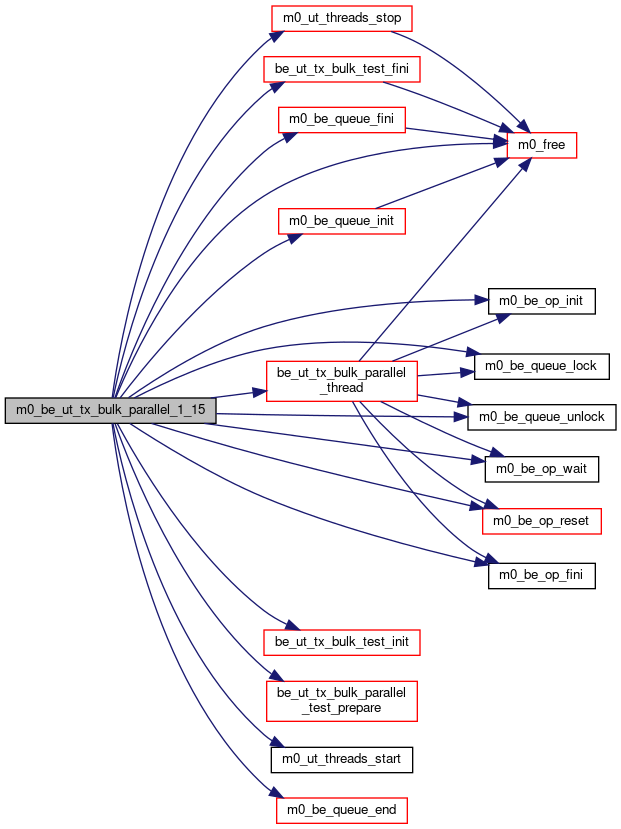 m0_ut_threads_stop
be_ut_tx_bulk_test_fini
m0_be_queue_fini
m0_free
m0_be_queue_init
m0_be_op_init
m0_be_queue_lock
be_ut_tx_bulk_parallel
_thread
m0_be_ut_tx_bulk_parallel_1_15
m0_be_queue_unlock
m0_be_op_wait
m0_be_op_reset
m0_be_op_fini
be_ut_tx_bulk_test_init
be_ut_tx_bulk_parallel
_test_prepare
m0_ut_threads_start
m0_be_queue_end